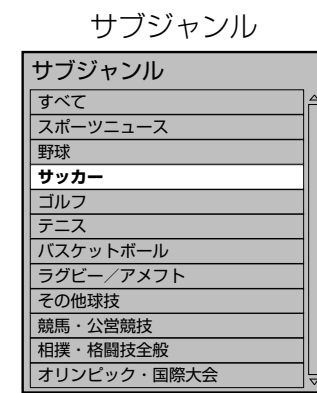 サブジャンル
サブジャンル
すべて
スポーツニュース
野球
サッカー
ゴルフ
テニス
バスケットボール
ラグビー／アメフト
その他球技
競馬・公営競技
相撲・格闘技全般
オリンピック・国際大会